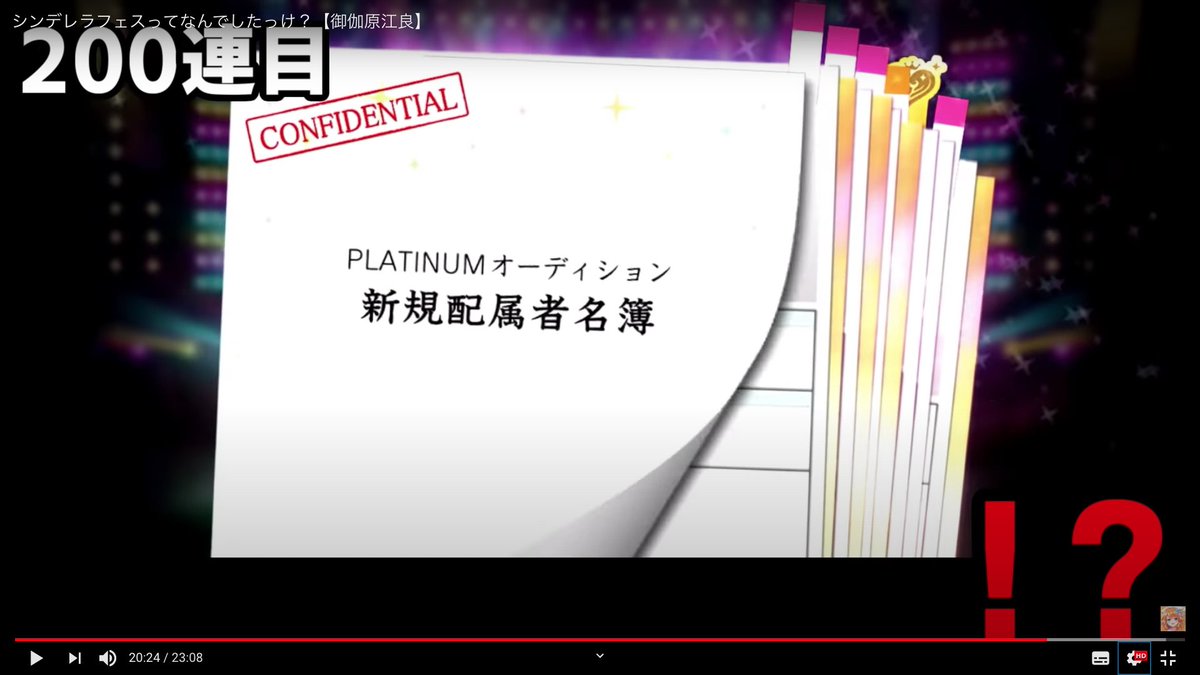 シンデレラフェスってなんでしたっけ？【御伽原江良】
200連目
CONFIDENTIAL
PLATINUMオーディション
新規配属者名簿
！？
20:24 / 23:08
HD